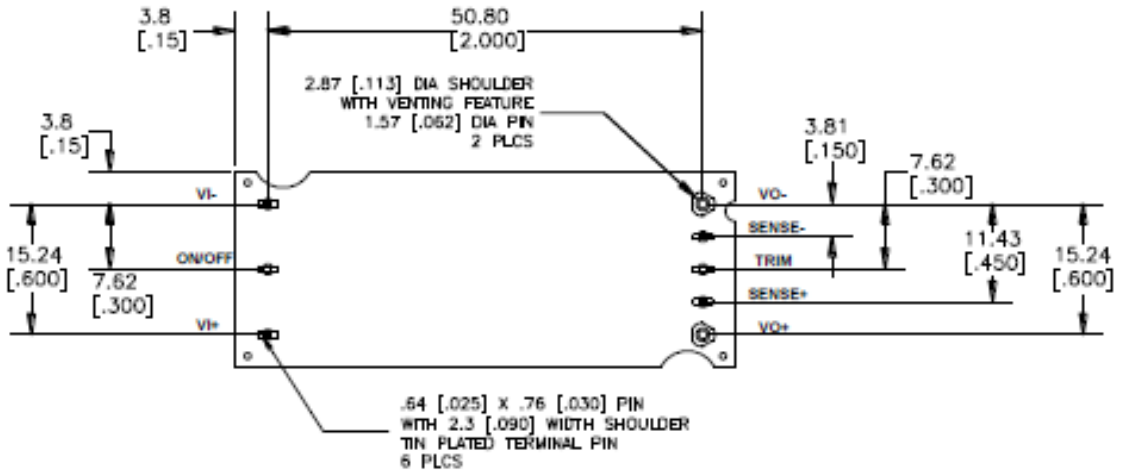 3.8
[.15]
50.80
[2.000]
2.87 [.113] DIA SHOULDER
WITH VENTING FEATURE
1.57 [.062] DIA PIN
2 PLCS
3.8
[.15]
3.81
[.150]
7.62
[.300]
VI-
VO-
SENSE-
ON/OFF
TRIM
15.24
[.600]
7.62
[.300]
11.43
[.450]
15.24
[.600]
SENSE+
VI+
VO+
.64 [.025] X .76 [.030] PIN
WITH 2.3 [.090] WIDTH SHOULDER
TIN PLATED TERMINAL PIN
6 PLCS